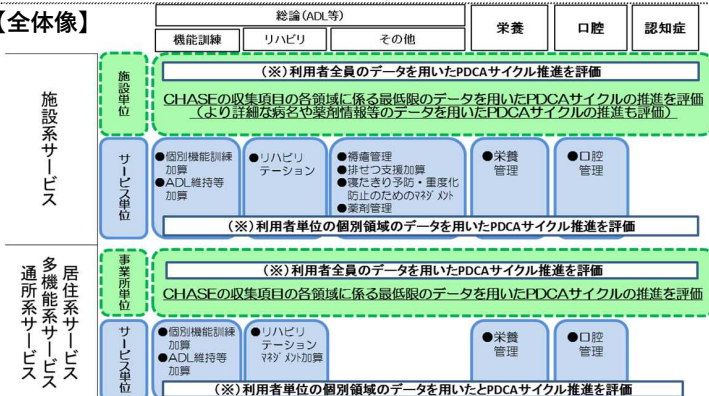 【全体像】
総論(ADL等)
栄養
口腔
認知症
機能訓練
リハビリ
その他
施設系サービス
施設単位
(※)利用者全員のデータを用いたPDCAサイクル推進を評価
CHASEの収集項目の各領域に係る最低限のデータを用いたPDCAサイクルの推進を評価
(より詳細な病名や薬剤情報等のデータを用いたPDCAサイクルの推進も評価)
サービス単位
●個別機能訓練
加算
●ADL維持等
加算
●リハビリ
テーション
●褥瘡管理
●排せつ支援加算
●寝たきり予防・重度化
防止のためのﾏﾈｼﾞﾒﾝﾄ
●薬剤管理
●栄養
管理
●口腔
管理
(※)利用者単位の個別領域のデータを用いたPDCAサイクル推進を評価
居住系サービス
多機能系サービス
通所系サービス
事業所単位
(※)利用者全員のデータを用いたPDCAサイクル推進を評価
CHASEの収集項目の各領域に係る最低限のデータを用いたPDCAサイクルの推進を評価
サービス単位
●個別機能訓練
加算
●ADL維持等
加算
●リハビリ
テーション
ﾏﾈｼﾞﾒﾝﾄ加算
●栄養
管理
●口腔
管理
(※)利用者単位の個別領域のデータを用いたとPDCAサイクル推進を評価